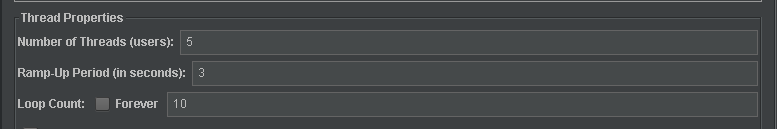 Thread Properties
Number of Threads (users): 5
Ramp-Up Period (in seconds): 3
Loop Count: Forever 10